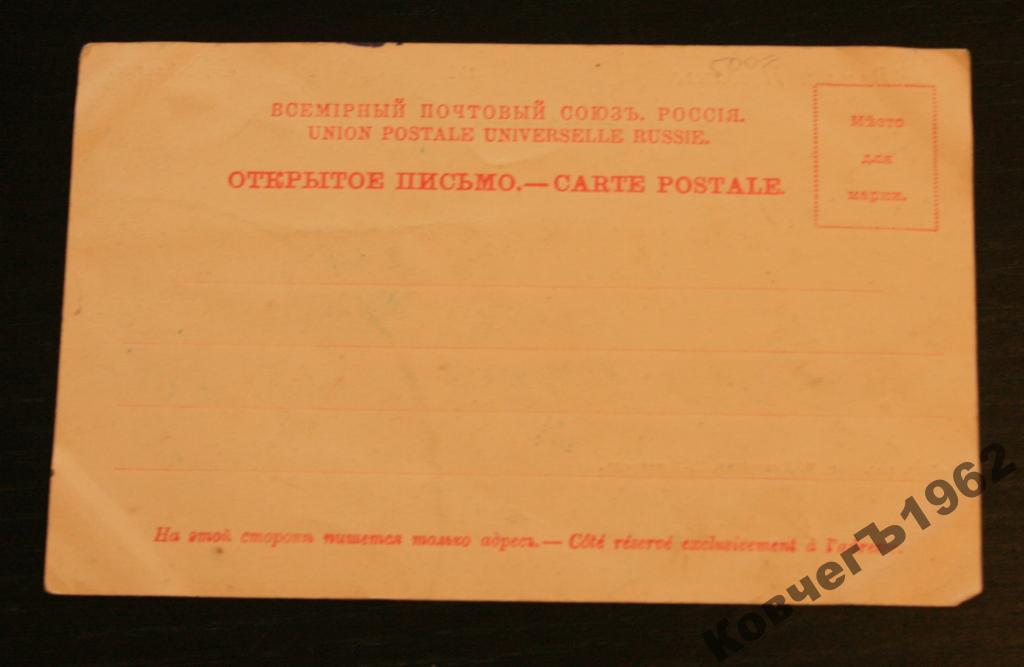 ВСЕМІРНЫЙ ПОЧТОВЫЙ СОЮЗЪ. РОССІЯ.
UNION POSTALE UNIVERSELLE RUSSIE.
ОТКРЫТОЕ ПИСЬМО.—CARTE POSTALE.
Мѣсто
для
марки.
На этой сторонѣ пишется только адресъ.— Côté réservé exclusivement à l'adresse.
КовчегЪ1962